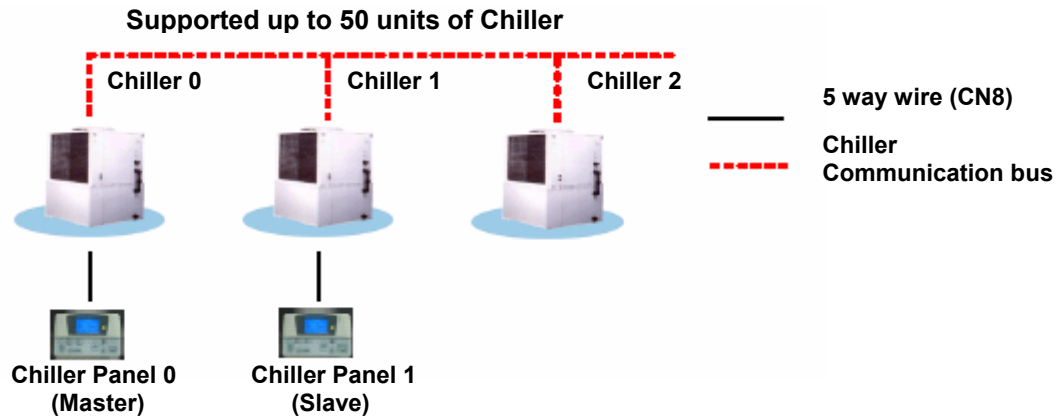 Supported up to 50 units of Chiller
Chiller 0
Chiller 1
Chiller 2
5 way wire (CN8)
Chiller
Communication bus
Chiller Panel 0
(Master)
Chiller Panel 1
(Slave)